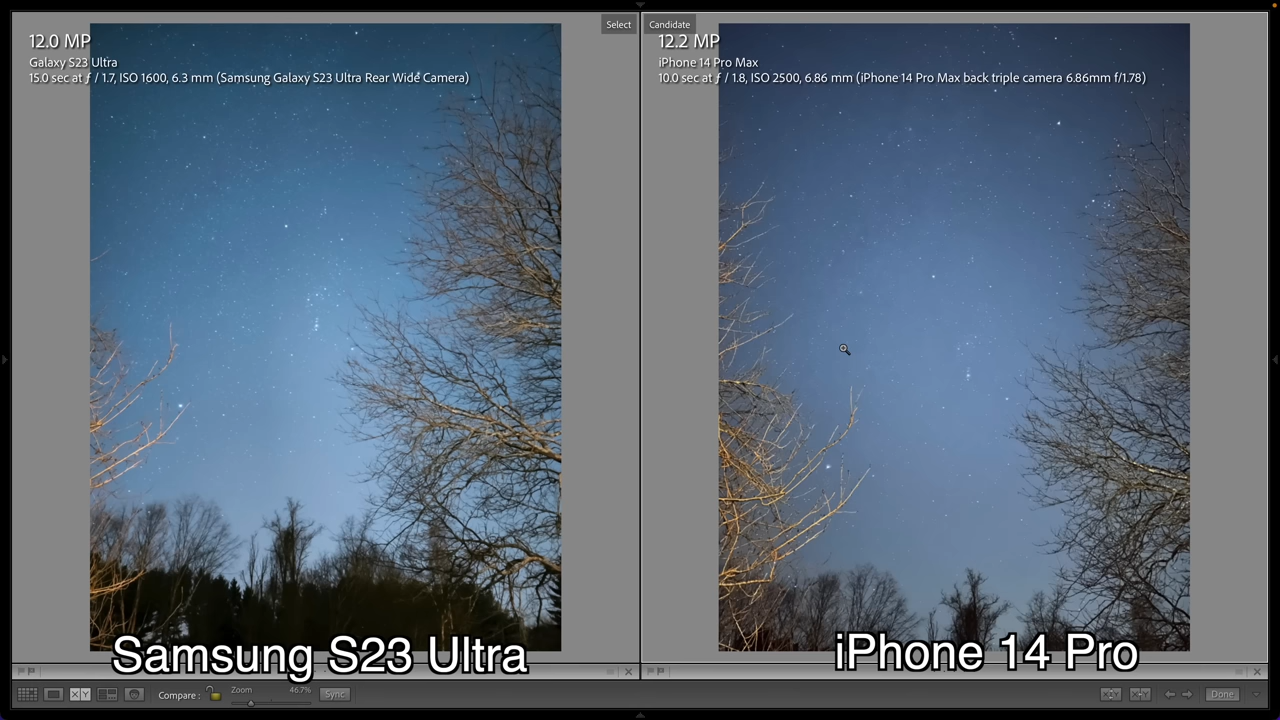 Select
Candidate
12.0 MP
Galaxy S23 Ultra
15.0 sec at ƒ / 1.7, ISO 1600, 6.3 mm (Samsung Galaxy S23 Ultra Rear Wide Camera)
12.2 MP
iPhone 14 Pro Max
10.0 sec at ƒ / 1.8, ISO 2500, 6.86 mm (iPhone 14 Pro Max back triple camera 6.86mm f/1.78)
Samsung S23 Ultra
iPhone 14 Pro
X Y
Compare :
Zoom
46.7%
Sync
Done